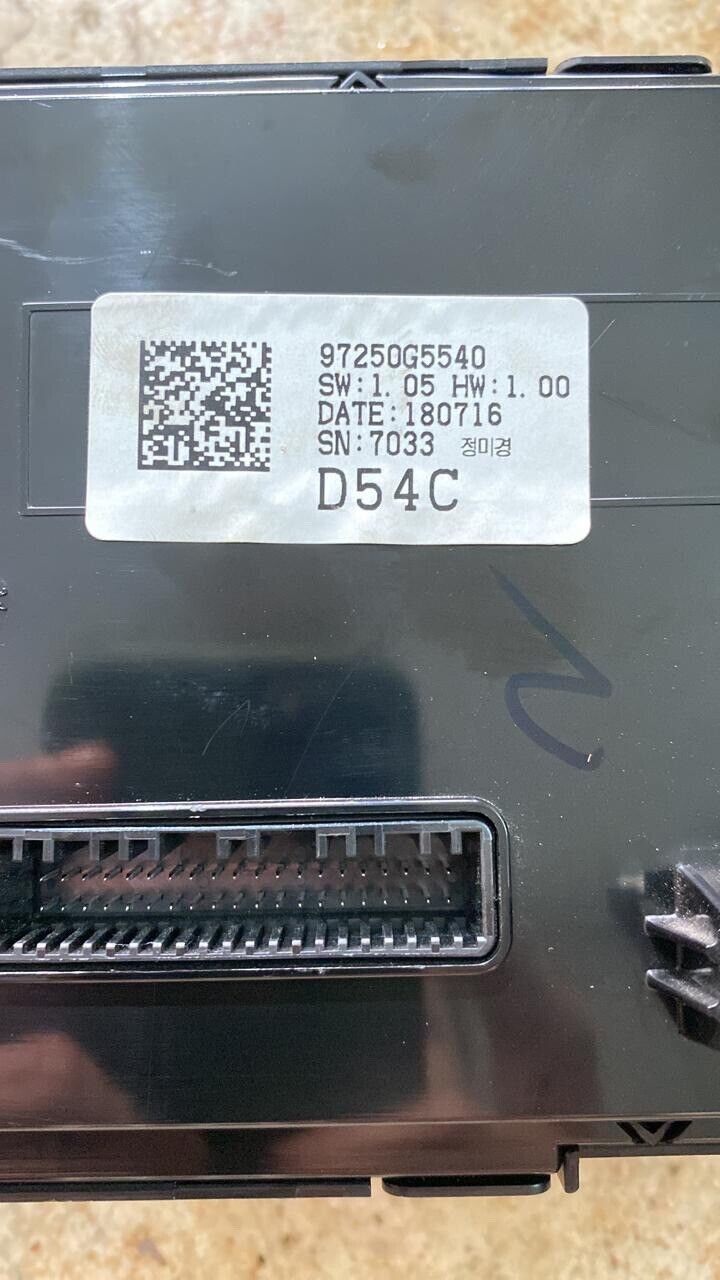 97250G5540
SW:1.05 HW:1.00
DATE:180716
SN:7033 정미경
D54C